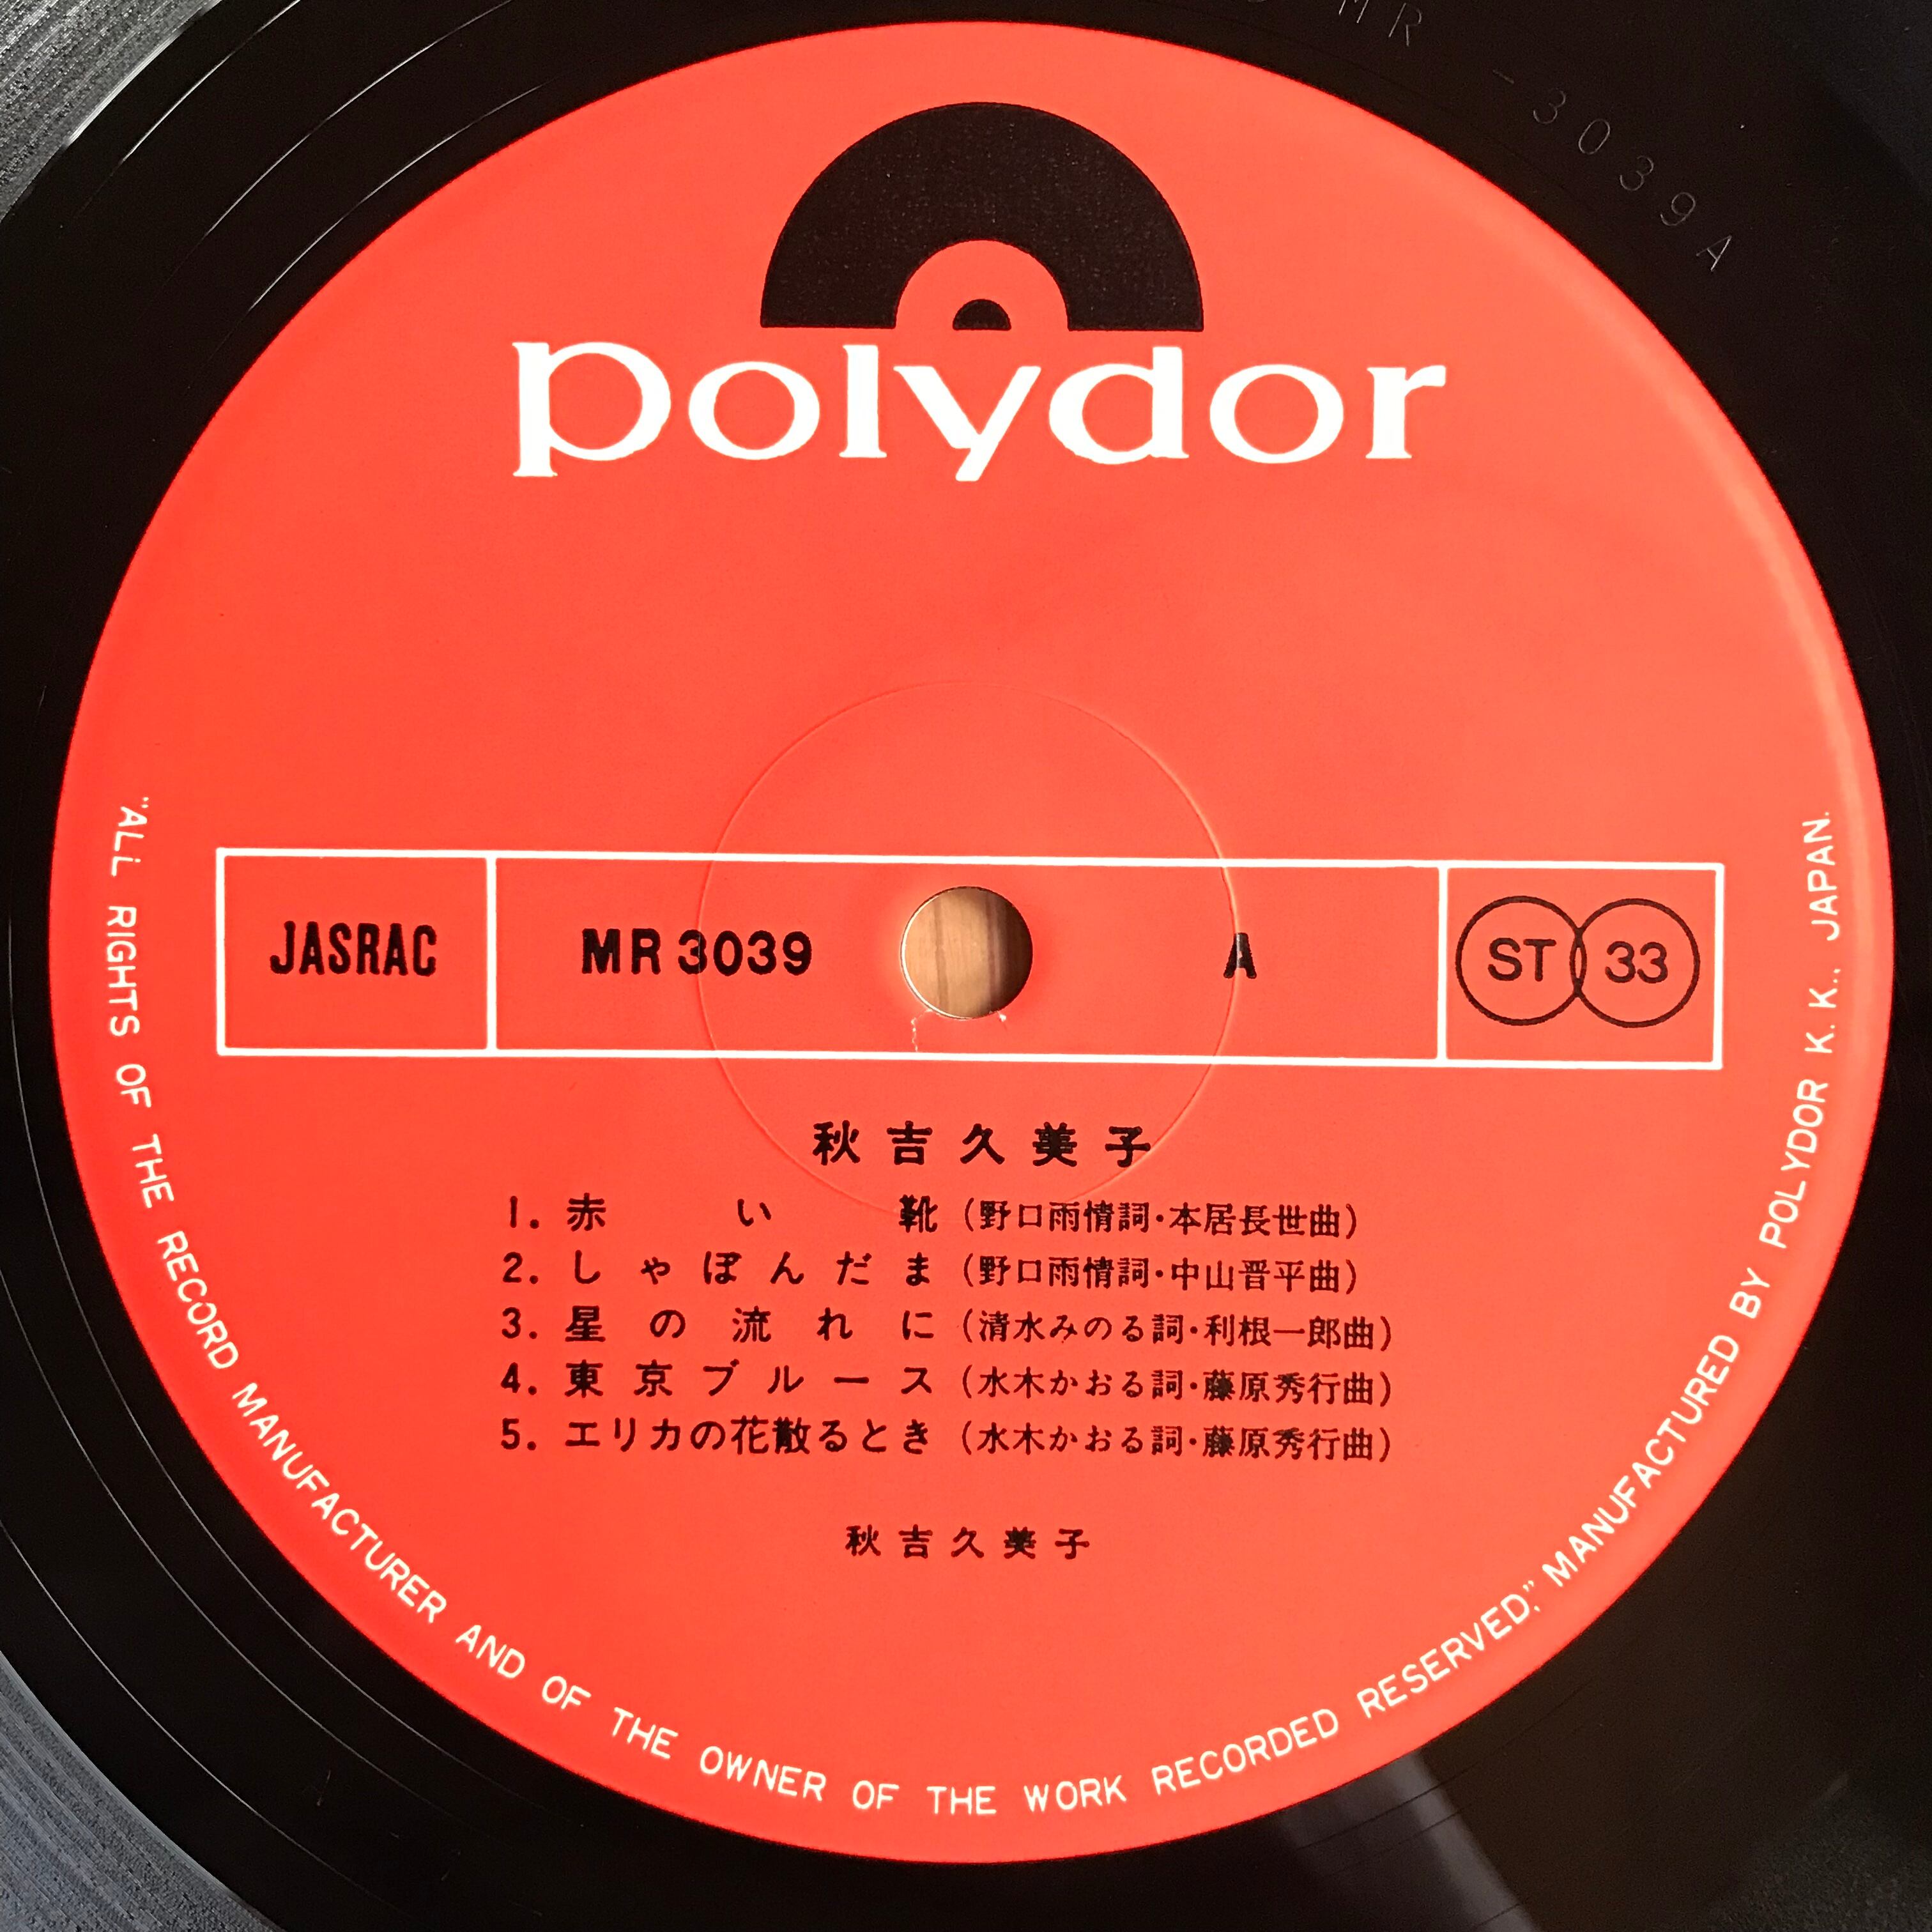 MR -3039A
polydor
JASRAC
MR 3039
A
ST 33
秋吉久美子
1. 赤い靴 (野口雨情詞・本居長世曲)
2. しゃぼんだま (野口雨情詞・中山晋平曲)
3. 星の流れに (清水みのる詞・利根一郎曲)
4. 東京ブルース (水木かおる詞・藤原秀行曲)
5. エリカの花散るとき (水木かおる詞・藤原秀行曲)
秋吉久美子
"ALL RIGHTS OF THE RECORD MANUFACTURER AND OF THE OWNER OF THE WORK RECORDED RESERVED," MANUFACTURED BY POLYDOR K. K., JAPAN.